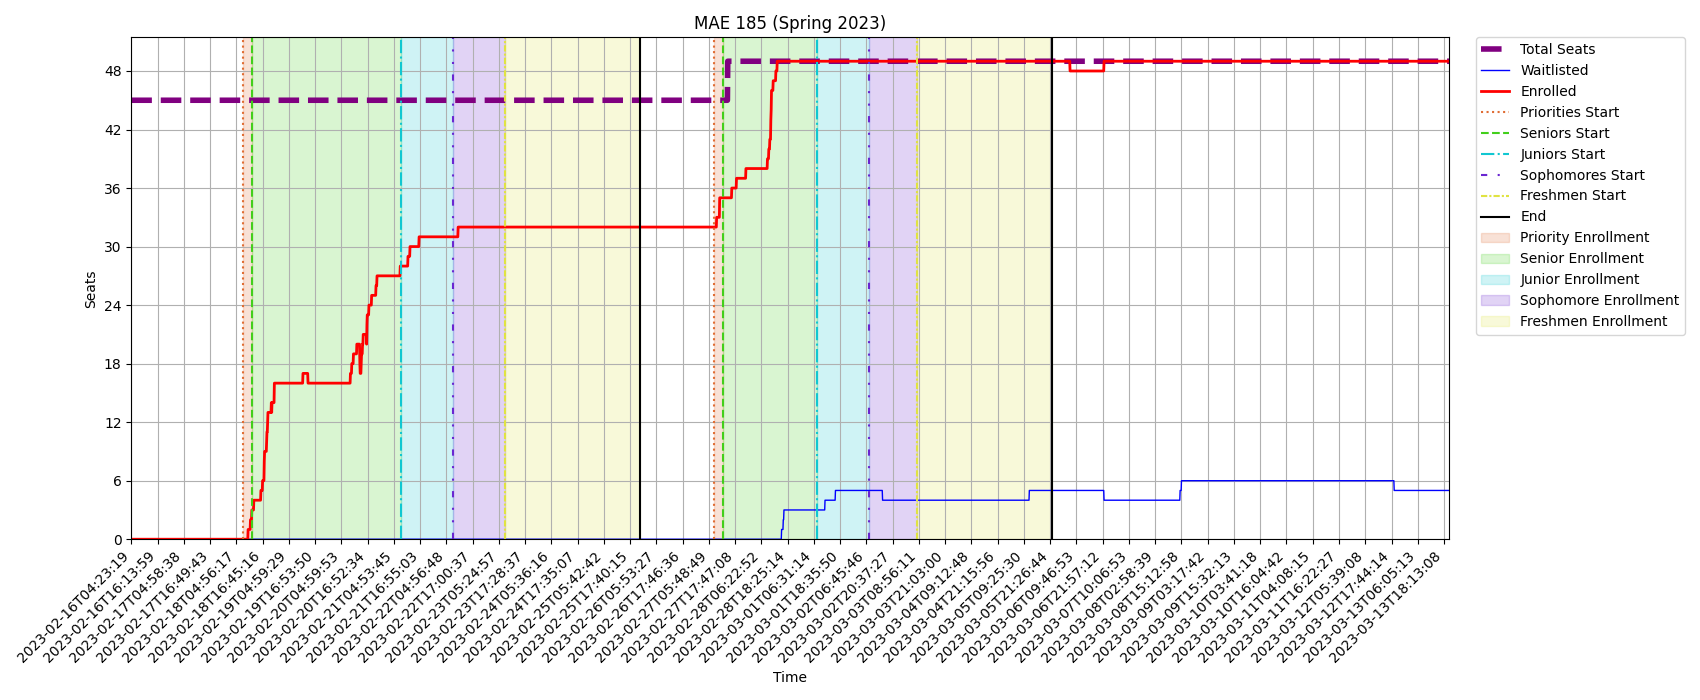 MAE 185 (Spring 2023)
Total Seats
Waitlisted
Enrolled
Priorities Start
Seniors Start
Juniors Start
Sophomores Start
Freshmen Start
End
Priority Enrollment
Senior Enrollment
Junior Enrollment
Sophomore Enrollment
Freshmen Enrollment
Seats
48
42
36
30
24
18
12
6
0
2023-02-16T04:23:19
2023-02-16T16:13:59
2023-02-17T04:58:38
2023-02-17T16:49:43
2023-02-18T04:56:17
2023-02-18T16:45:16
2023-02-19T04:59:23
2023-02-19T16:53:50
2023-02-20T04:59:53
2023-02-20T16:52:34
2023-02-21T04:53:45
2023-02-21T16:55:03
2023-02-22T04:56:48
2023-02-22T17:00:37
2023-02-23T05:24:57
2023-02-23T17:28:37
2023-02-24T05:36:16
2023-02-24T17:35:07
2023-02-25T05:42:42
2023-02-25T17:40:15
2023-02-26T05:53:27
2023-02-26T17:46:36
2023-02-27T05:48:49
2023-02-27T17:47:08
2023-02-28T06:22:52
2023-02-28T18:25:14
2023-03-01T06:31:14
2023-03-01T18:35:50
2023-03-02T06:45:46
2023-03-02T20:37:27
2023-03-03T08:56:11
2023-03-03T21:03:00
2023-03-04T09:12:48
2023-03-04T21:15:56
2023-03-05T09:25:30
2023-03-05T21:26:44
2023-03-06T09:46:53
2023-03-06T21:57:12
2023-03-07T10:06:53
2023-03-08T02:58:39
2023-03-08T15:12:58
2023-03-09T03:17:42
2023-03-09T15:32:13
2023-03-10T03:41:18
2023-03-10T16:04:42
2023-03-11T04:08:15
2023-03-11T16:22:27
2023-03-12T05:39:08
2023-03-12T17:44:14
2023-03-13T06:05:13
2023-03-13T18:13:08
Time